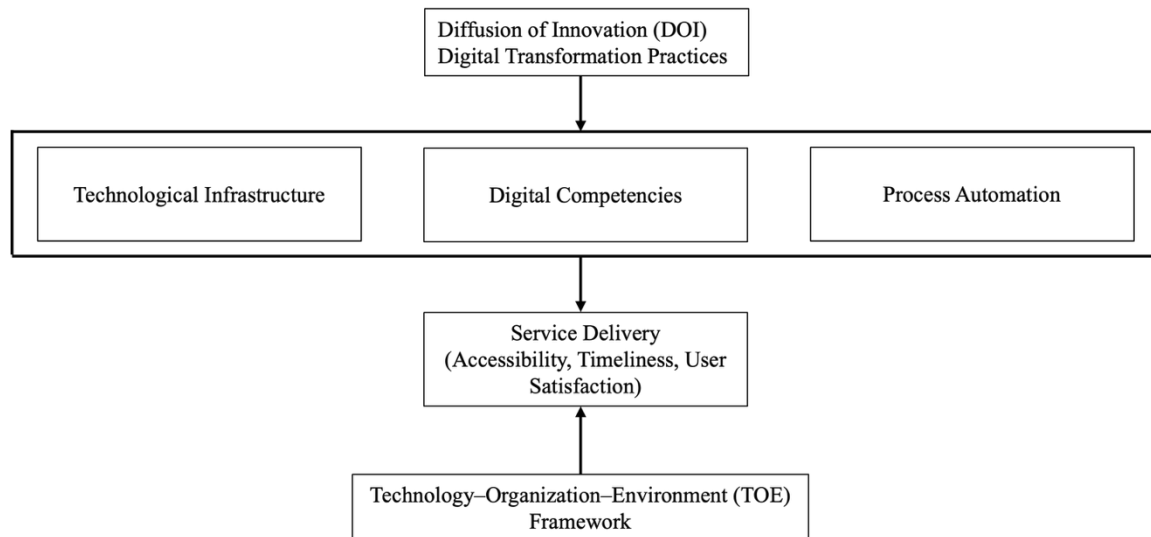 Diffusion of Innovation (DOI)
Digital Transformation Practices
Technological Infrastructure
Digital Competencies
Process Automation
Service Delivery
(Accessibility, Timeliness, User
Satisfaction)
Technology–Organization–Environment (TOE)
Framework